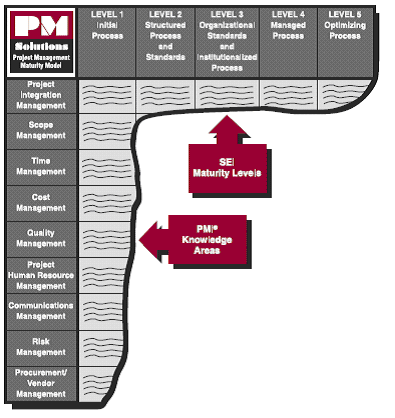 PM
Solutions
Project Management
Maturity Model
LEVEL 1
Initial
Process
LEVEL 2
Structured
Process
and
Standards
LEVEL 3
Organizational
Standards
and
Institutionalized
Process
LEVEL 4
Managed
Process
LEVEL 5
Optimizing
Process
Project
Integration
Management
Scope
Management
Time
Management
Cost
Management
Quality
Management
Project
Human Resource
Management
Communications
Management
Risk
Management
Procurement/
Vendor
Management
SEI
Maturity Levels
PMI®
Knowledge
Areas